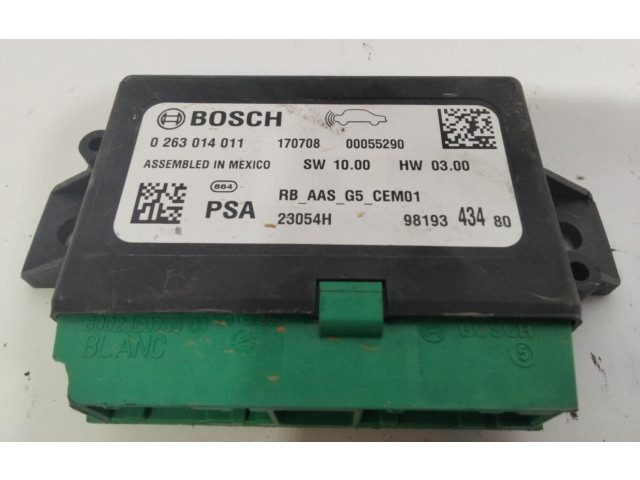 BOSCH
0 263 014 011 170708 00055290
ASSEMBLED IN MEXICO SW 10.00 HW 03.00
864
RB_AAS_G5_CEM01
PSA 23054H 98193 434 80
BLANC
BOSCH
5